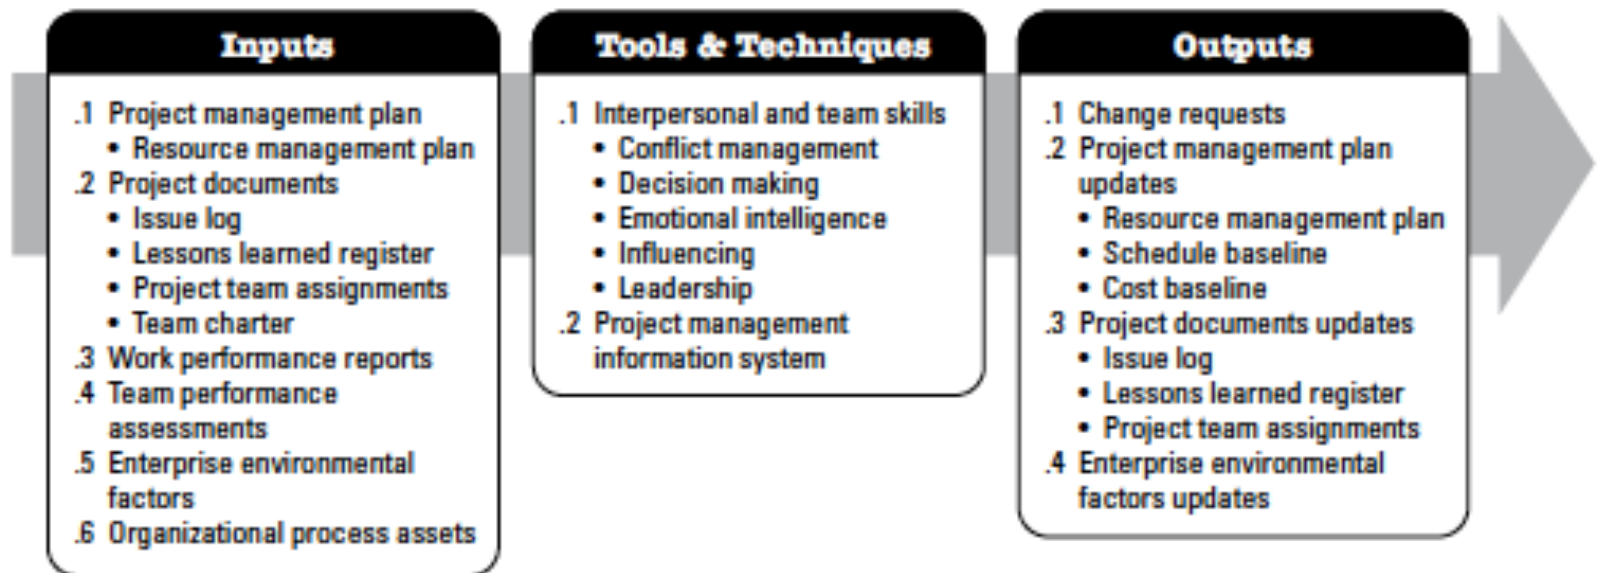 Inputs
.1 Project management plan
• Resource management plan
.2 Project documents
• Issue log
• Lessons learned register
• Project team assignments
• Team charter
.3 Work performance reports
.4 Team performance
assessments
.5 Enterprise environmental
factors
.6 Organizational process assets
Tools & Techniques
.1 Interpersonal and team skills
• Conflict management
• Decision making
• Emotional intelligence
• Influencing
• Leadership
.2 Project management
information system
Outputs
.1 Change requests
.2 Project management plan
updates
• Resource management plan
• Schedule baseline
• Cost baseline
.3 Project documents updates
• Issue log
• Lessons learned register
• Project team assignments
.4 Enterprise environmental
factors updates